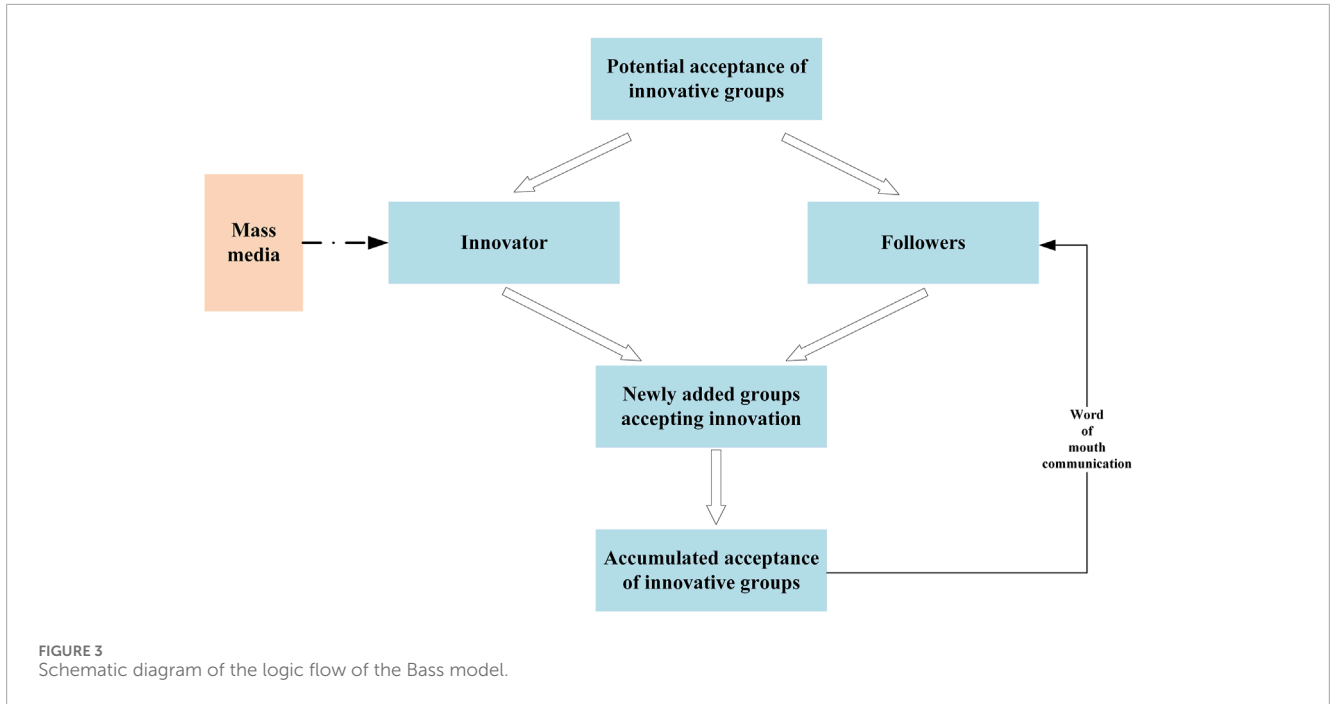 Potential acceptance of
innovative groups
Mass
media
Innovator
Followers
Newly added groups
accepting innovation
Word
of
mouth
communication
Accumulated acceptance
of innovative groups
FIGURE 3
Schematic diagram of the logic flow of the Bass model.